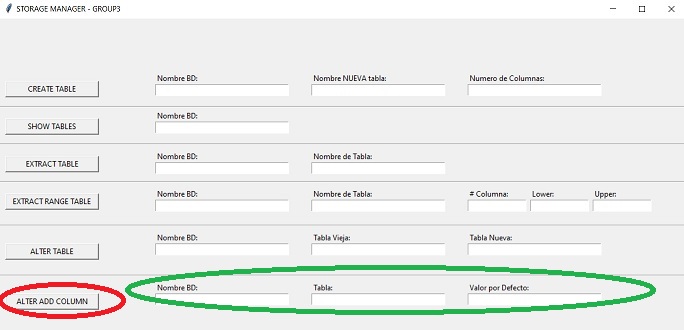 STORAGE MANAGER - GROUP3
Nombre BD: Nombre NUEVA tabla: Numero de Columnas:
CREATE TABLE
Nombre BD:
SHOW TABLES
Nombre BD: Nombre de Tabla:
EXTRACT TABLE
Nombre BD: Nombre de Tabla: # Columna: Lower: Upper:
EXTRACT RANGE TABLE
Nombre BD: Tabla Vieja: Tabla Nueva:
ALTER TABLE
Nombre BD: Tabla: Valor por Defecto:
ALTER ADD COLUMN